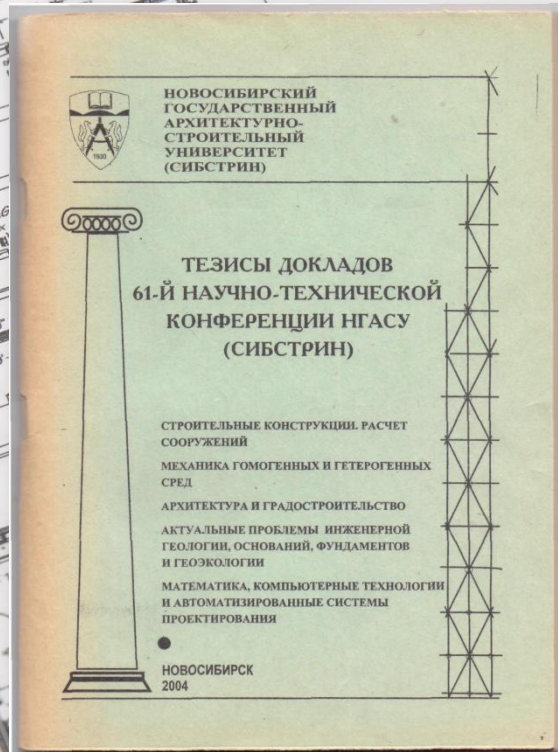 НОВОСИБИРСКИЙ
ГОСУДАРСТВЕННЫЙ
АРХИТЕКТУРНО-
СТРОИТЕЛЬНЫЙ
УНИВЕРСИТЕТ
(СИБСТРИН)
1930
ТЕЗИСЫ ДОКЛАДОВ
61-Й НАУЧНО-ТЕХНИЧЕСКОЙ
КОНФЕРЕНЦИИ НГАСУ
(СИБСТРИН)
СТРОИТЕЛЬНЫЕ КОНСТРУКЦИИ. РАСЧЕТ
СООРУЖЕНИЙ
МЕХАНИКА ГОМОГЕННЫХ И ГЕТЕРОГЕННЫХ
СРЕД
АРХИТЕКТУРА И ГРАДОСТРОИТЕЛЬСТВО
АКТУАЛЬНЫЕ ПРОБЛЕМЫ ИНЖЕНЕРНОЙ
ГЕОЛОГИИ, ОСНОВАНИЙ, ФУНДАМЕНТОВ
И ГЕОЭКОЛОГИИ
МАТЕМАТИКА, КОМПЬЮТЕРНЫЕ ТЕХНОЛОГИИ
И АВТОМАТИЗИРОВАННЫЕ СИСТЕМЫ
ПРОЕКТИРОВАНИЯ
НОВОСИБИРСК
2004